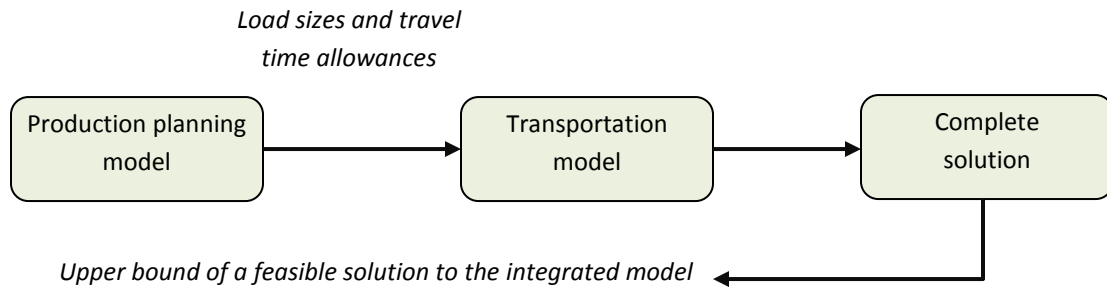 Load sizes and travel
time allowances
Production planning
model
Transportation
model
Complete
solution
Upper bound of a feasible solution to the integrated model